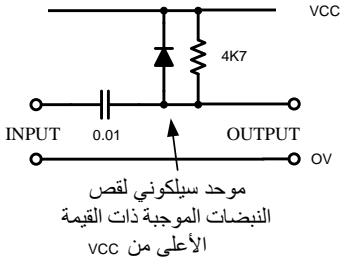 VCC
4K7
INPUT
0.01
OUTPUT
OV
موحد سيلكوني لقص
النبضات الموجبة ذات القيمة
الأعلى من VCC